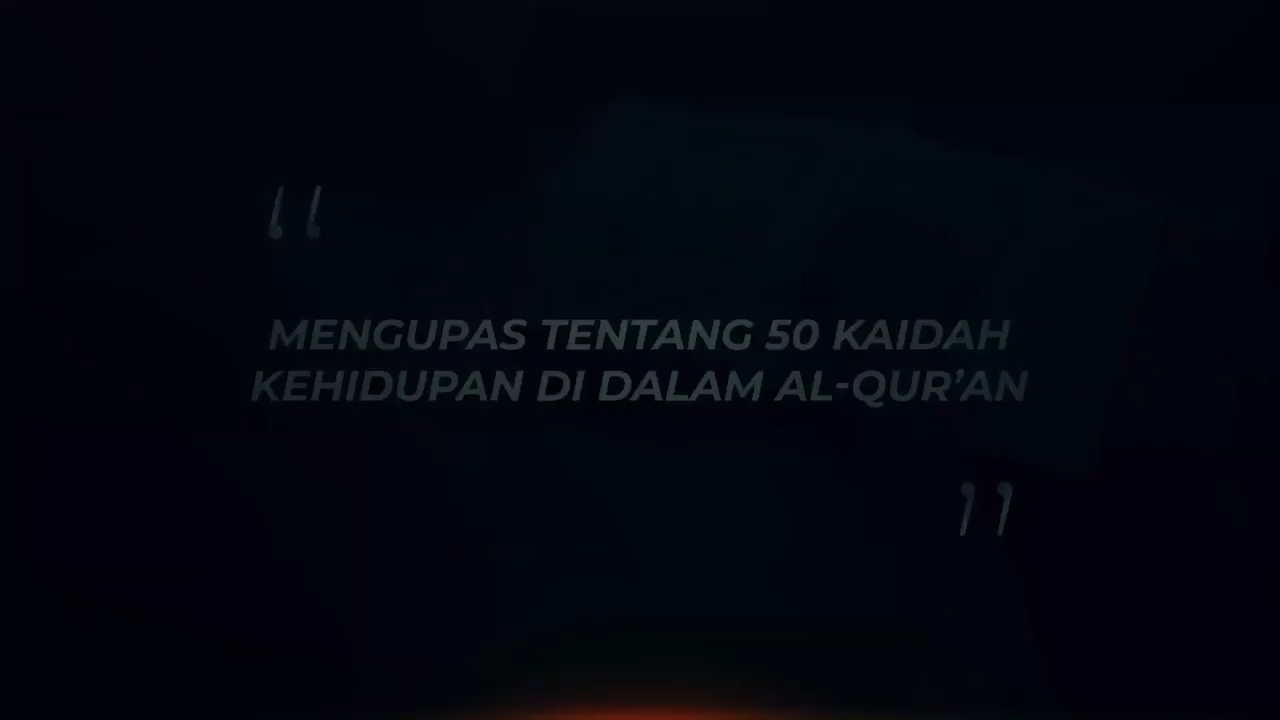 “
MENGUPAS TENTANG 50 KAIDAH
KEHIDUPAN DI DALAM AL-QUR’AN
”